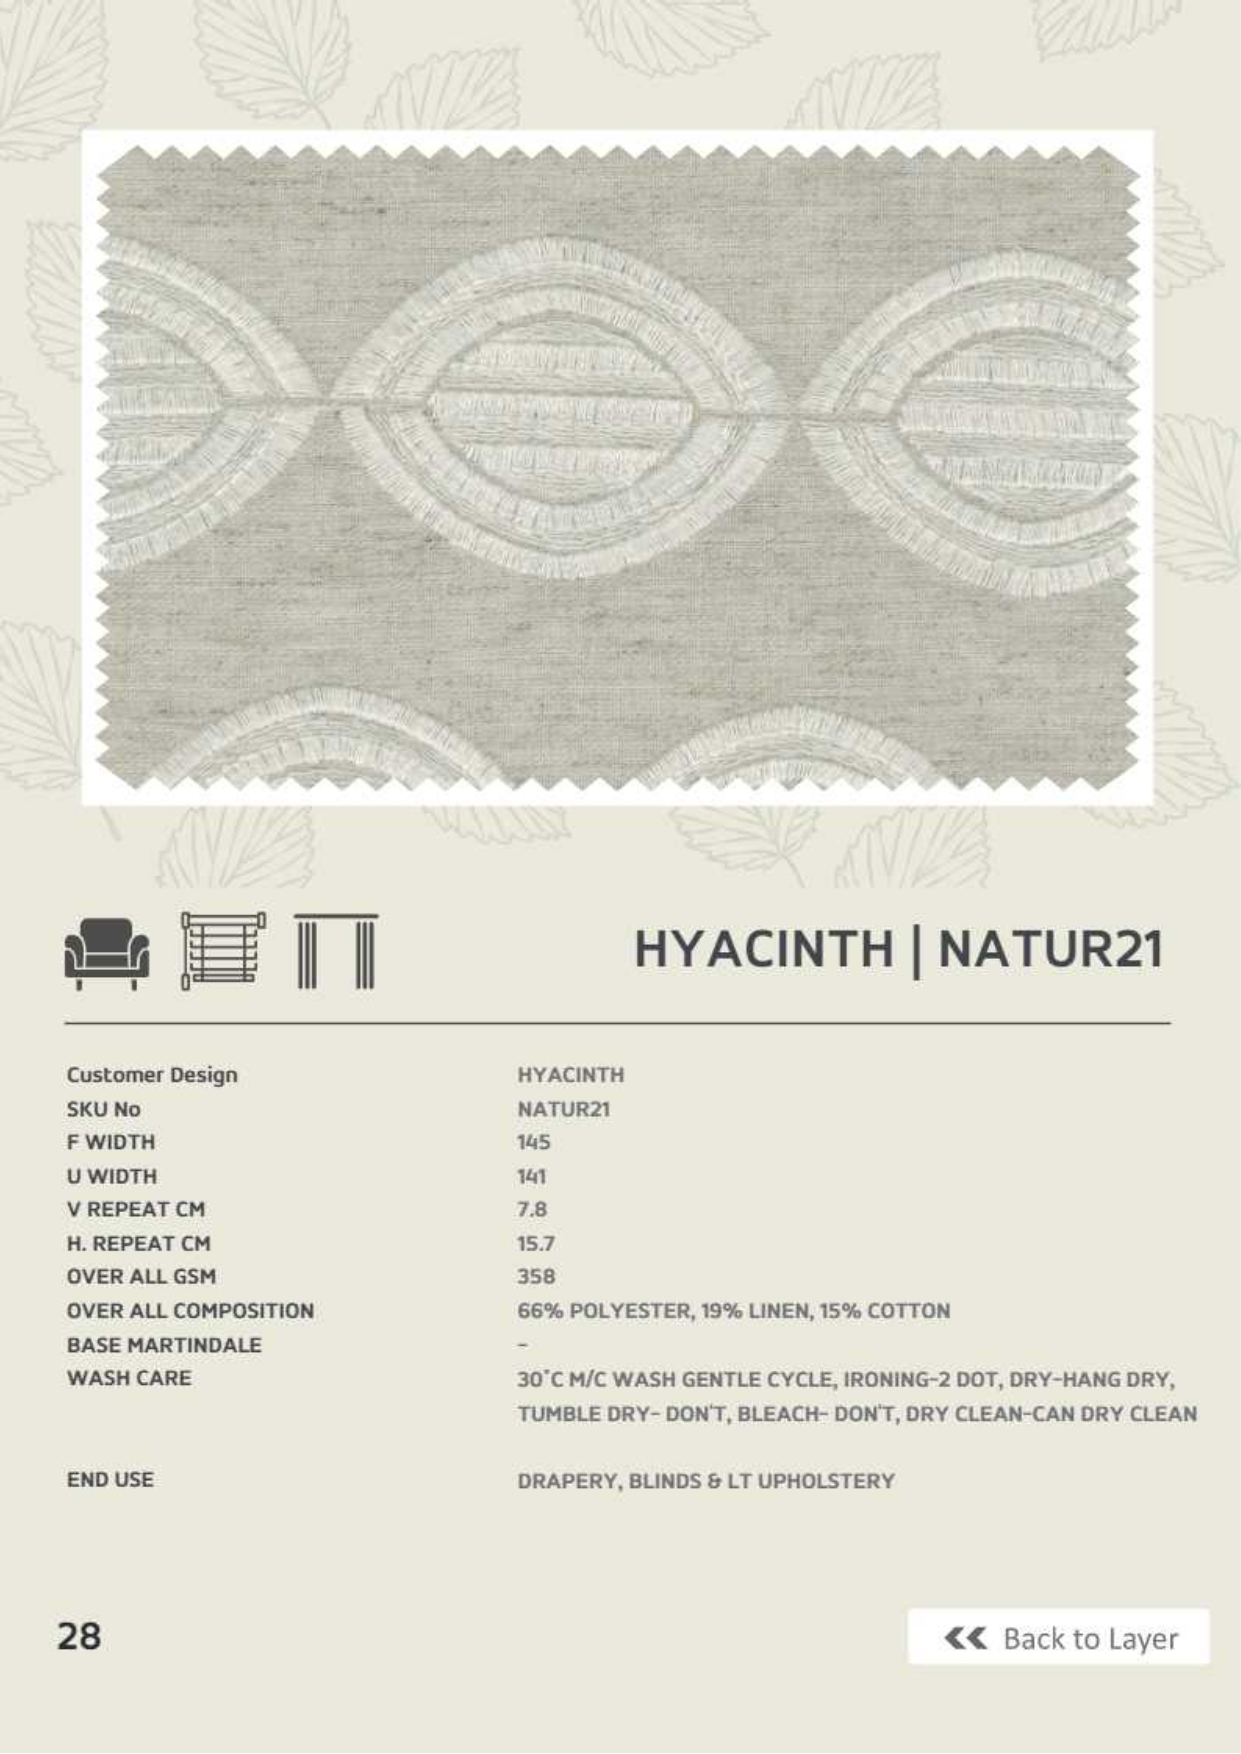 HYACINTH | NATUR21
Customer Design HYACINTH
SKU No NATUR21
F WIDTH 145
U WIDTH 141
V REPEAT CM 7.8
H. REPEAT CM 15.7
OVER ALL GSM 358
OVER ALL COMPOSITION 66% POLYESTER, 19% LINEN, 15% COTTON
BASE MARTINDALE -
WASH CARE 30°C M/C WASH GENTLE CYCLE, IRONING-2 DOT, DRY-HANG DRY,
TUMBLE DRY- DON'T, BLEACH- DON'T, DRY CLEAN-CAN DRY CLEAN
END USE DRAPERY, BLINDS & LT UPHOLSTERY
28
Back to Layer